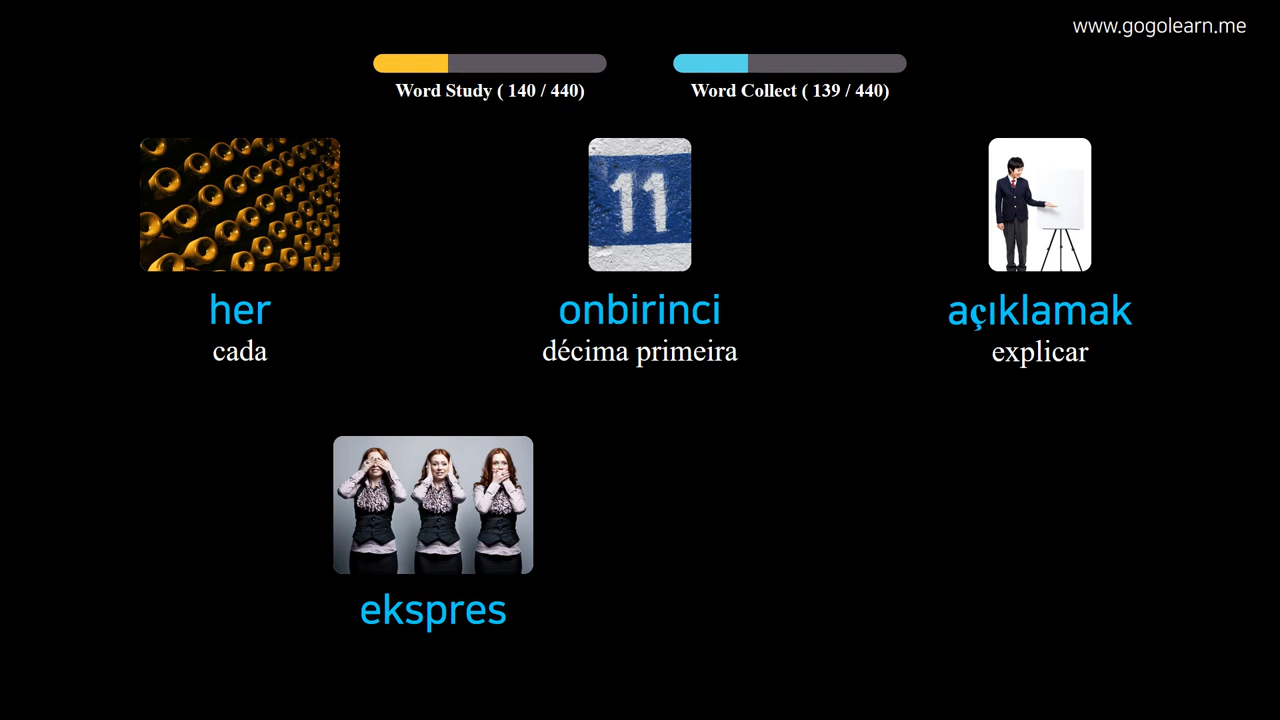 www.gogolearn.me
Word Study ( 140 / 440)
Word Collect ( 139 / 440)
11
her
cada
onbirinci
décima primeira
açıklamak
explicar
ekspres